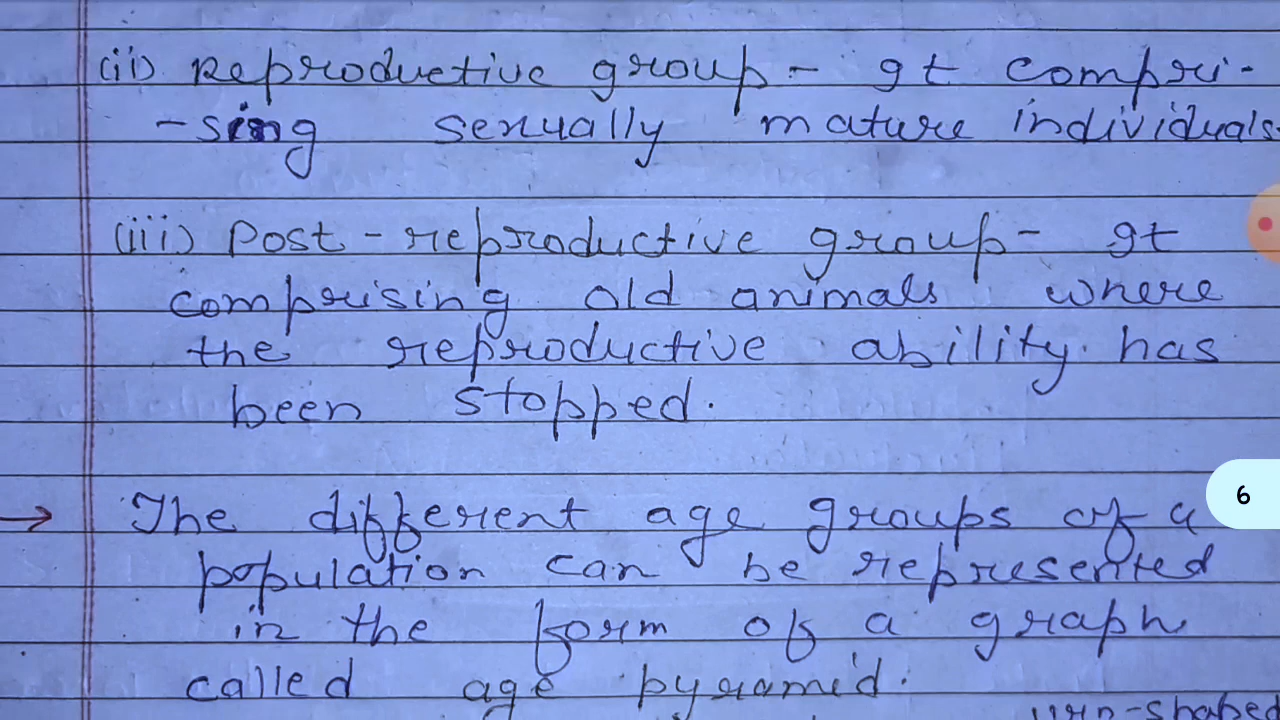 (ii) Reproductive group - It compri-
-sing sexually mature individuals
(iii) Post-reproductive group - It
comprising old animals where
the reproductive ability has
been stopped.
→ The different age groups of a
population can be represented
in the form of a graph
called age pyramid.
urn-shaped
6